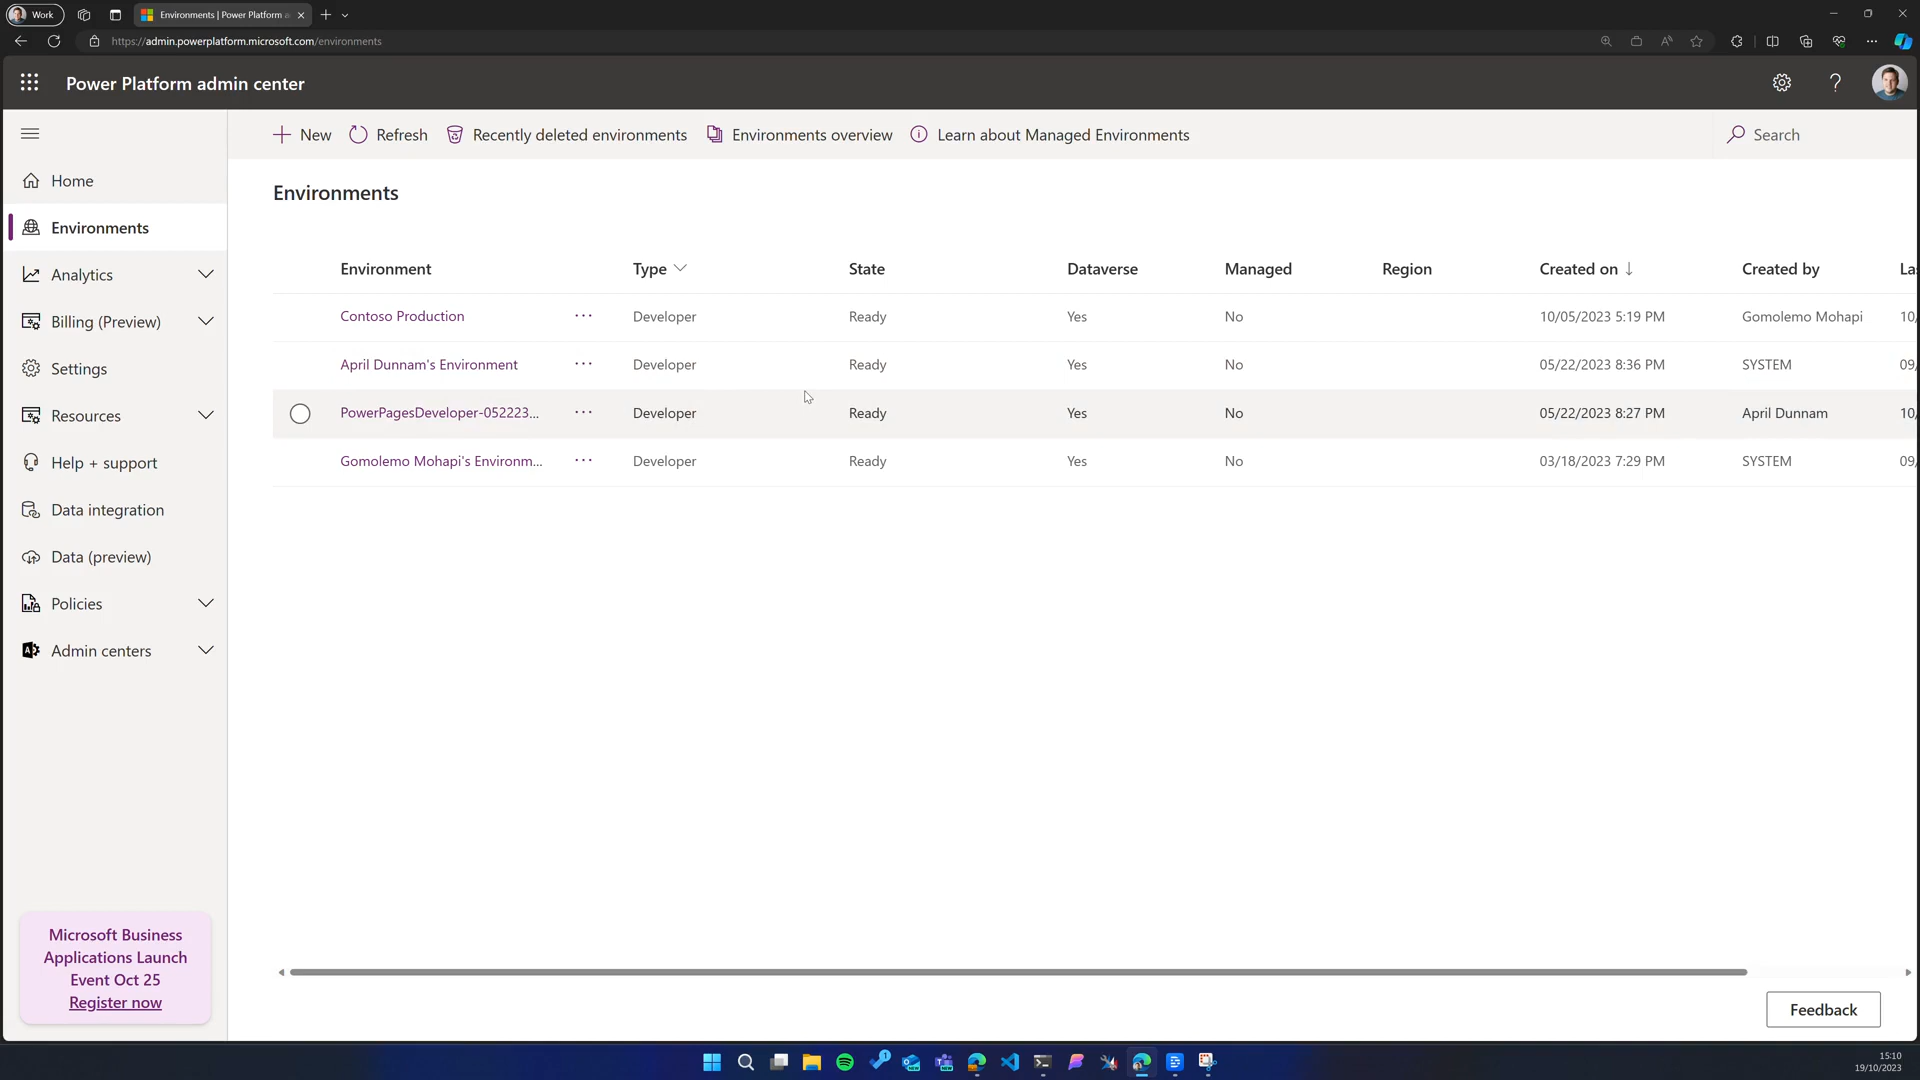 Work
Environments | Power Platform a
https://admin.powerplatform.microsoft.com/environments
Power Platform admin center
New
Refresh
Recently deleted environments
Environments overview
Learn about Managed Environments
Search
Home
Environments
Analytics
Billing (Preview)
Settings
Resources
Help + support
Data integration
Data (preview)
Policies
Admin centers
Environments
Environment Type State Dataverse Managed Region Created on ↓ Created by La
Contoso Production ... Developer Ready Yes No 10/05/2023 5:19 PM Gomolemo Mohapi 10/
April Dunnam's Environment ... Developer Ready Yes No 05/22/2023 8:36 PM SYSTEM 09/
PowerPagesDeveloper-052223... ... Developer Ready Yes No 05/22/2023 8:27 PM April Dunnam 10/
Gomolemo Mohapi's Environm... ... Developer Ready Yes No 03/18/2023 7:29 PM SYSTEM 09/
Microsoft Business
Applications Launch
Event Oct 25
Register now
Feedback
15:10
19/10/2023